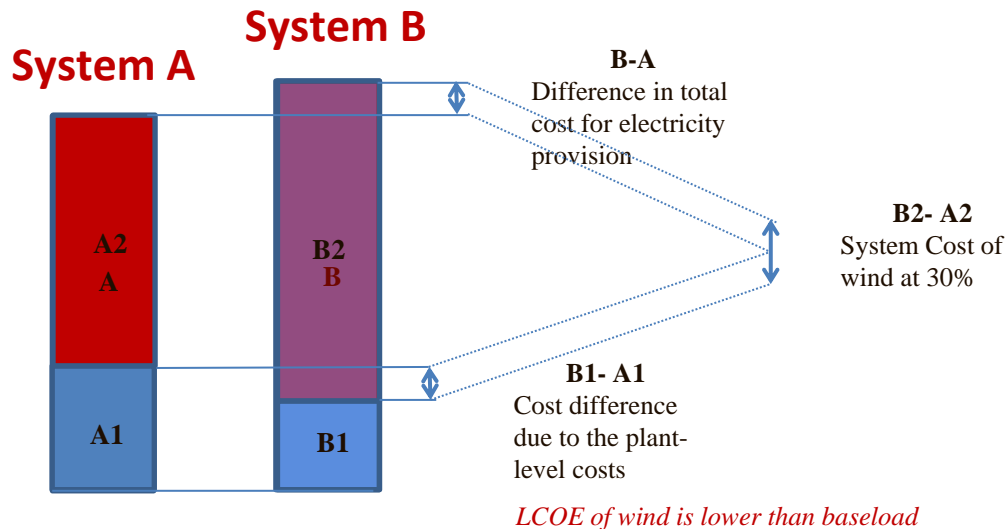 System A
System B
A2
A
A1
B2
B
B1
B-A
Difference in total
cost for electricity
provision
B2- A2
System Cost of
wind at 30%
B1- A1
Cost difference
due to the plant-
level costs
LCOE of wind is lower than baseload